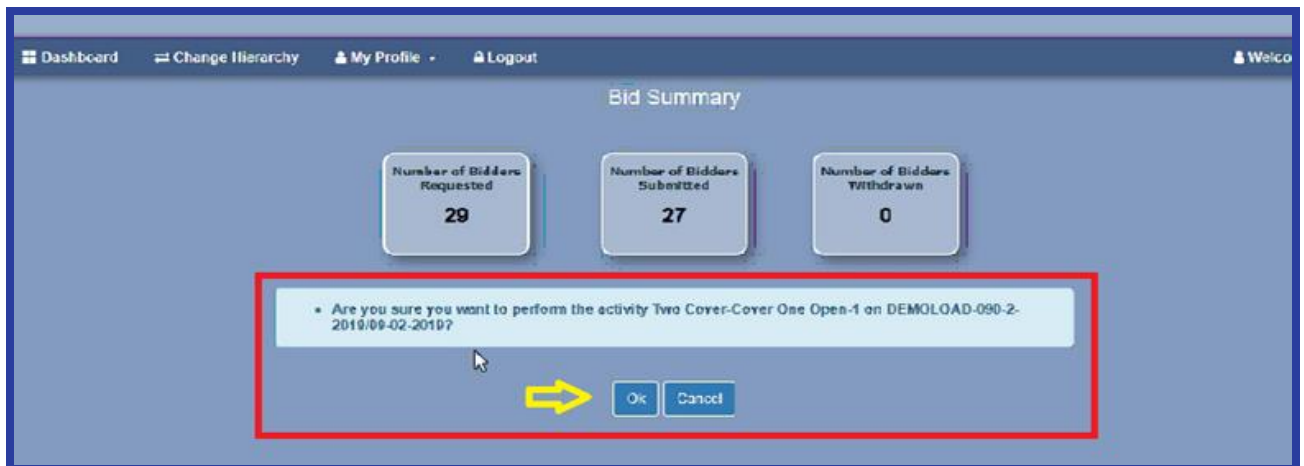 Dashboard Change Hierarchy My Profile Logout Welco
Bid Summary
Number of Bidders
Requested
29
Number of Bidders
Submitted
27
Number of Bidders
Withdrawn
0
Are you sure you want to perform the activity Two Cover-Cover One Open-1 on DEMOLOAD-090-2-
2019/09-02-2019?
Ok Cancel